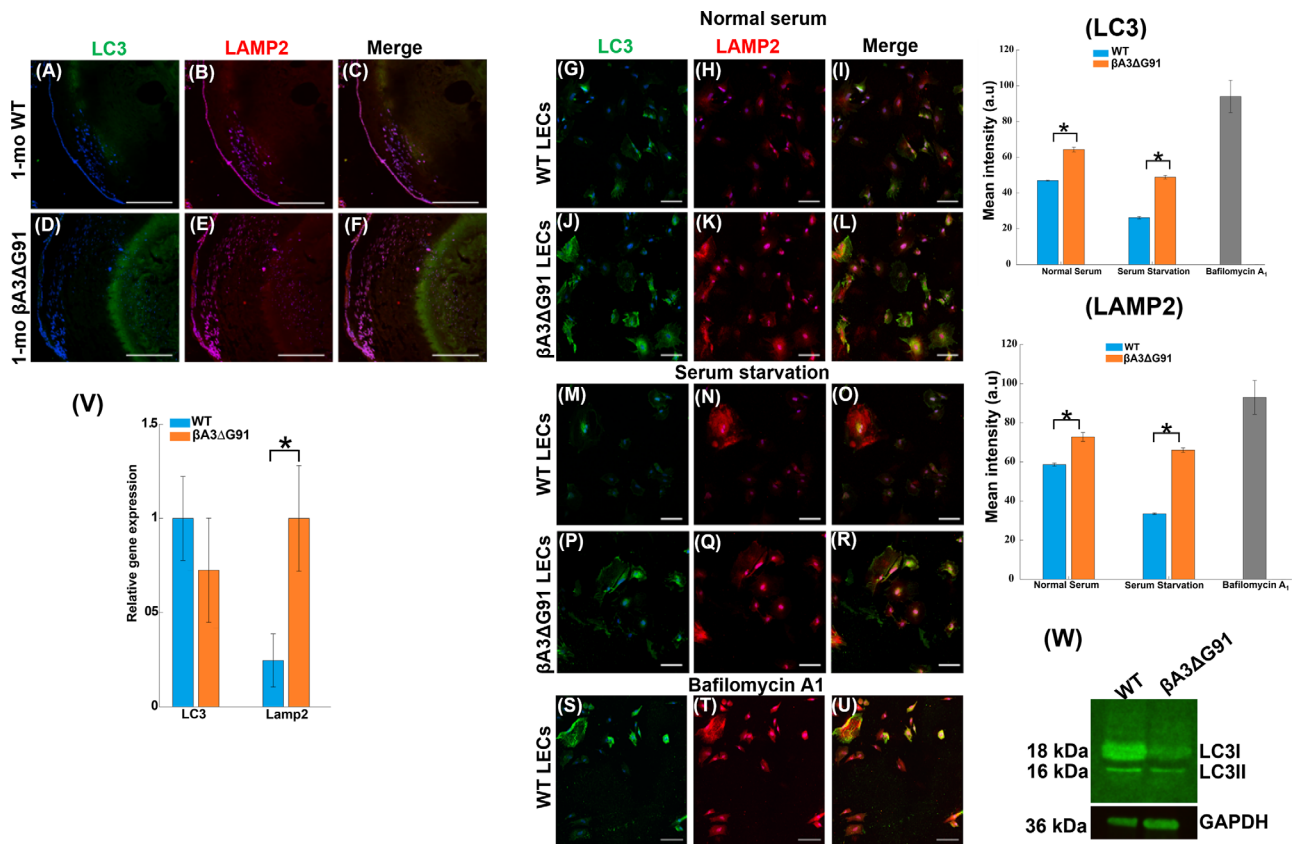 LC3 LAMP2 Merge
1-mo WT
(A) (B) (C)
1-mo βA3ΔG91
(D) (E) (F)
(V)
WT
βA3ΔG91
Relative gene expression
1.5
*
1
05
0
LC3 Lamp2
Normal serum
LC3 LAMP2 Merge
WT LECs
(G) (H) (I)
βA3ΔG91 LECs
(J) (K) (L)
Serum starvation
WT LECs
(M) (N) (O)
βA3ΔG91 LECs
(P) (Q) (R)
Bafilomycin A1
WT LECs
(S) (T) (U)
(LC3)
WT
βA3ΔG91
Mean intensity (a.u)
120
100
80
60
40
20
0
* *
Normal Serum Serum Starvation Bafilomycin A1
(LAMP2)
WT
βA3ΔG91
Mean intensity (a.u)
120
100
80
60
40
20
0
* *
Normal Serum Serum Starvation Bafilomycin A1
(W)
WT βA3ΔG91
18 kDa LC3I
16 kDa LC3II
36 kDa GAPDH